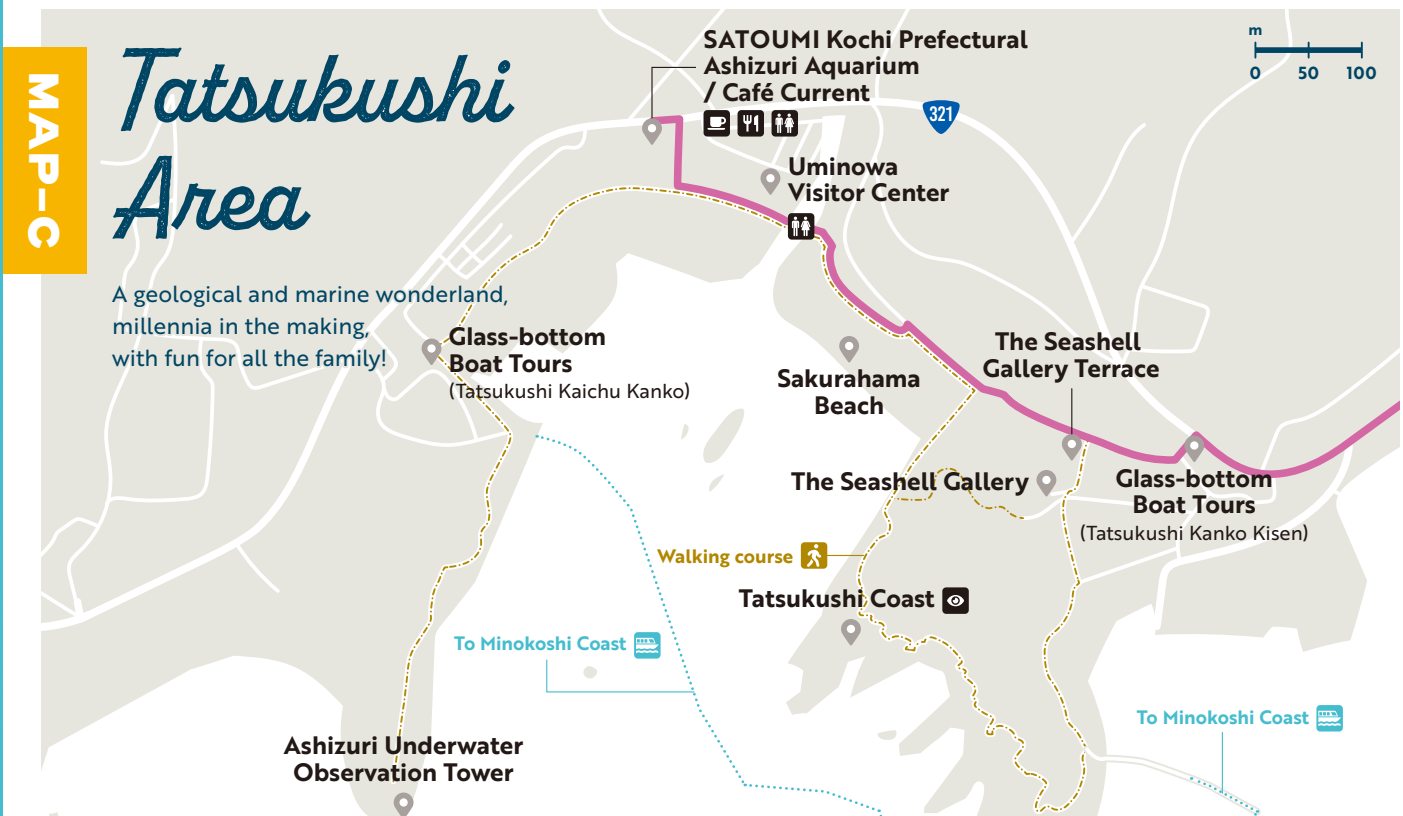 MAP-C
Tatsukushi
Area
A geological and marine wonderland,
millennia in the making,
with fun for all the family!
SATOUMI Kochi Prefectural
Ashizuri Aquarium
/ Café Current
321
m
0 50 100
Uminowa
Visitor Center
Glass-bottom
Boat Tours
(Tatsukushi Kaichu Kanko)
Sakurahama
Beach
The Seashell
Gallery Terrace
The Seashell Gallery
Glass-bottom
Boat Tours
(Tatsukushi Kanko Kisen)
Walking course
Tatsukushi Coast
To Minokoshi Coast
To Minokoshi Coast
Ashizuri Underwater
Observation Tower